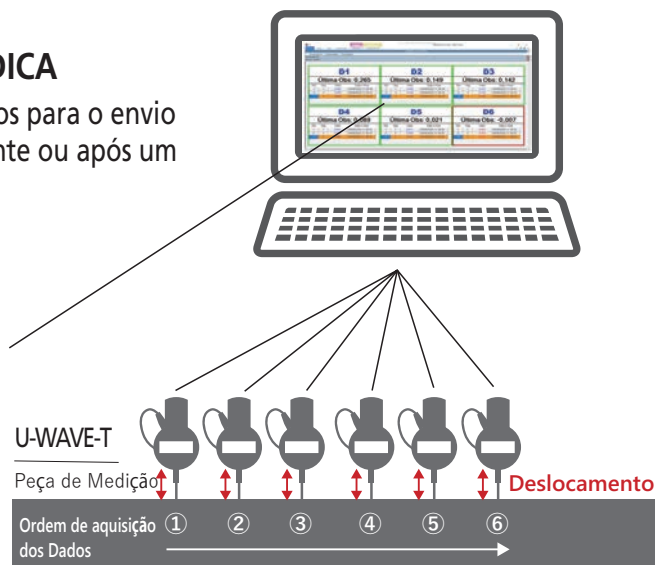 DICA
os para o envio
nte ou após um
D1
Última Obs: 0,265
D2
Última Obs: 0,149
D3
Última Obs: 0,142
D4
D5
Última Obs: 0,021
D6
Última Obs: -0,007
U-WAVE-T
Peça de Medição
Deslocamento
Ordem de aquisição
dos Dados
① ② ③ ④ ⑤ ⑥